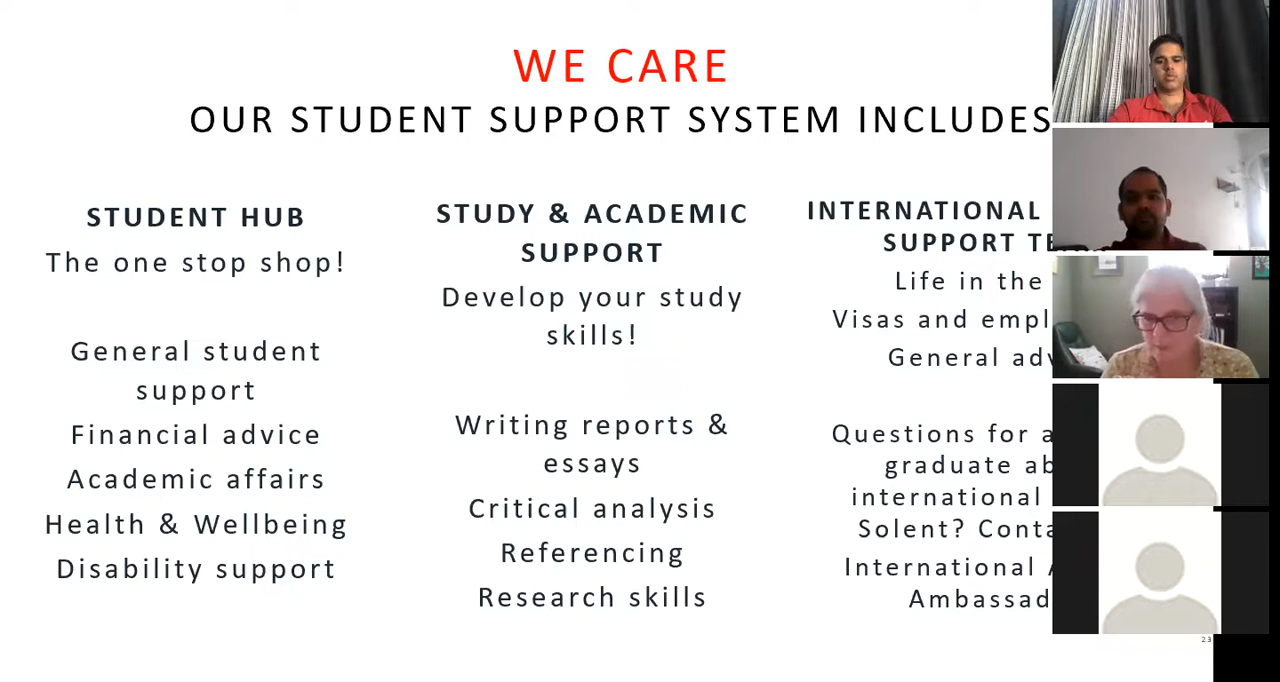 WE CARE
OUR STUDENT SUPPORT SYSTEM INCLUDES
STUDENT HUB
The one stop shop!
General student
support
Financial advice
Academic affairs
Health & Wellbeing
Disability support
STUDY & ACADEMIC
SUPPORT
Develop your study
skills!
Writing reports &
essays
Critical analysis
Referencing
Research skills
INTERNATIONAL
SUPPORT
Life in the
Visas and
General
Questions for
graduate
international
Solent?
International
23